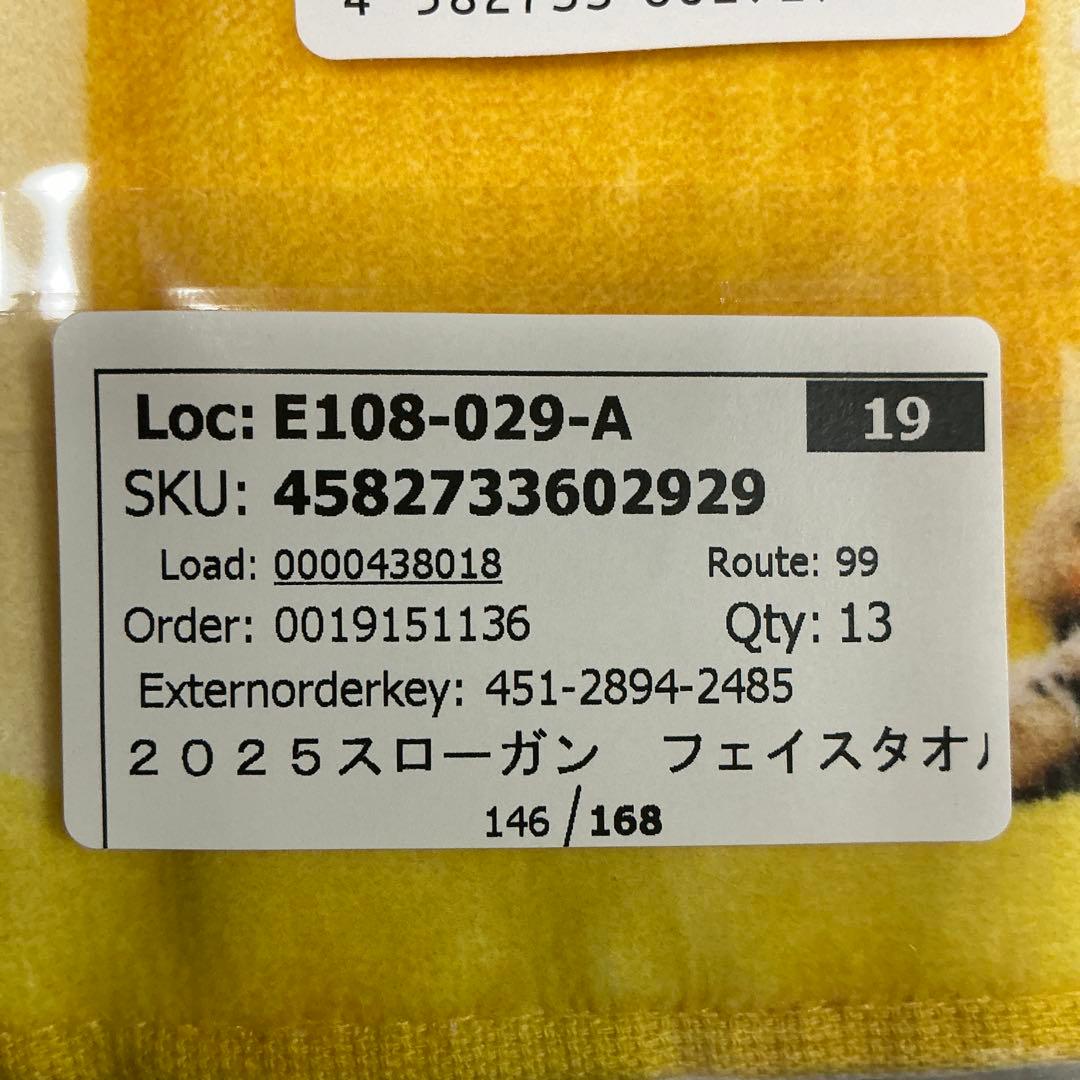 Loc: E108-029-A 19
SKU: 4582733602929
Load: 0000438018 Route: 99
Order: 0019151136 Qty: 13
Externorderkey: 451-2894-2485
２０２５スローガン　フェイスタオル
146/168